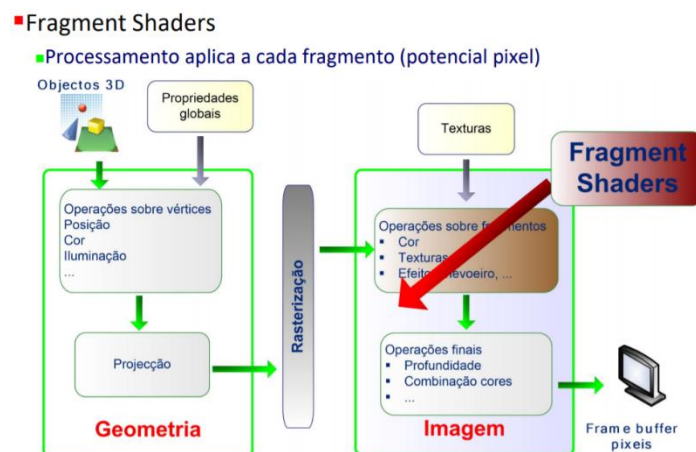 Fragment Shaders
Processamento aplica a cada fragmento (potencial pixel)
Objectos 3D
Propriedades
globais
Texturas
Fragment
Shaders
Operações sobre vértices
Posição
Cor
Iluminação
...
Projecção
Geometria
Rasterização
Operações sobre fragmentos
Cor
Texturas
Efeito nevoeiro, ...
Operações finais
Profundidade
Combinação cores
...
Imagem
Frame buffer
pixeis